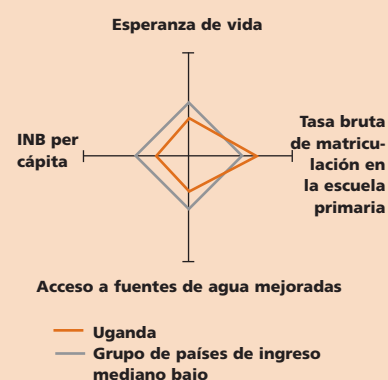 Esperanza de vida
INB per
cápita
Tasa bruta
de matricu-
lación en
la escuela
primaria
Acceso a fuentes de agua mejoradas
Uganda
Grupo de países de ingreso
mediano bajo